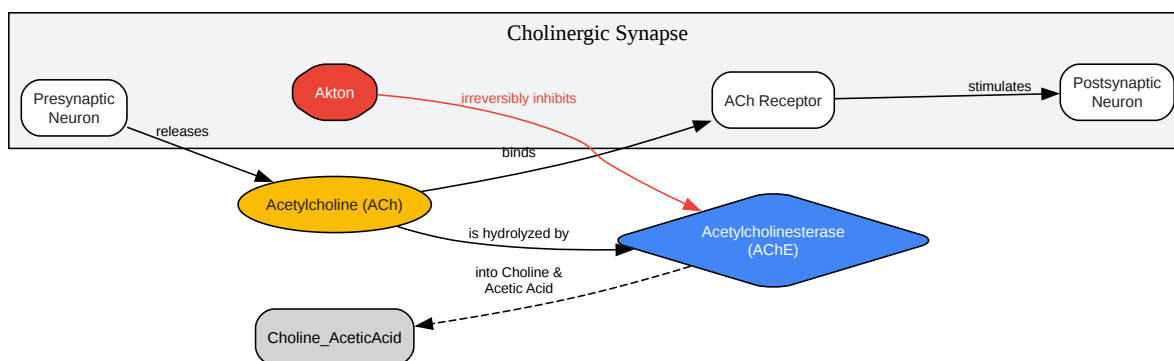 Cholinergic Synapse
Presynaptic
Neuron
Akton
irreversibly inhibits
ACh Receptor
stimulates
Postsynaptic
Neuron
releases
binds
Acetylcholine (ACh)
is hydrolyzed by
Acetylcholinesterase
(AChE)
into Choline &
Acetic Acid
Choline_AceticAcid